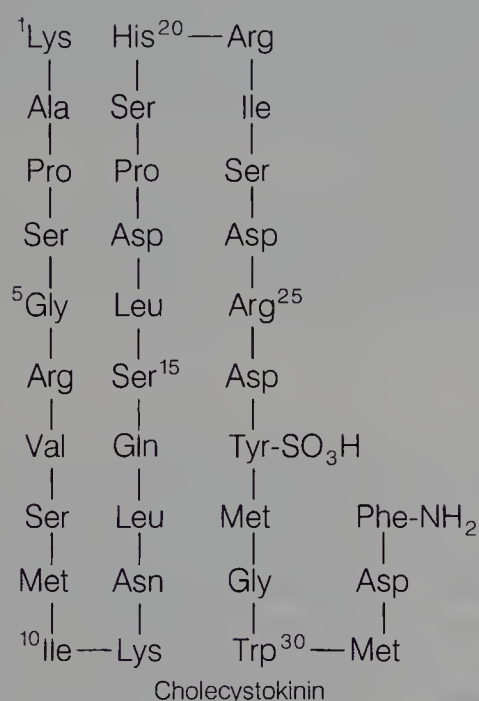 ¹Lys His²⁰—Arg
Ala Ser Ile
Pro Pro Ser
Ser Asp Asp
⁵Gly Leu Arg²⁵
Arg Ser¹⁵ Asp
Val Gln Tyr-SO₃H
Ser Leu Met Phe-NH₂
Met Asn Gly Asp
¹⁰Ile—Lys Trp³⁰—Met
Cholecystokinin